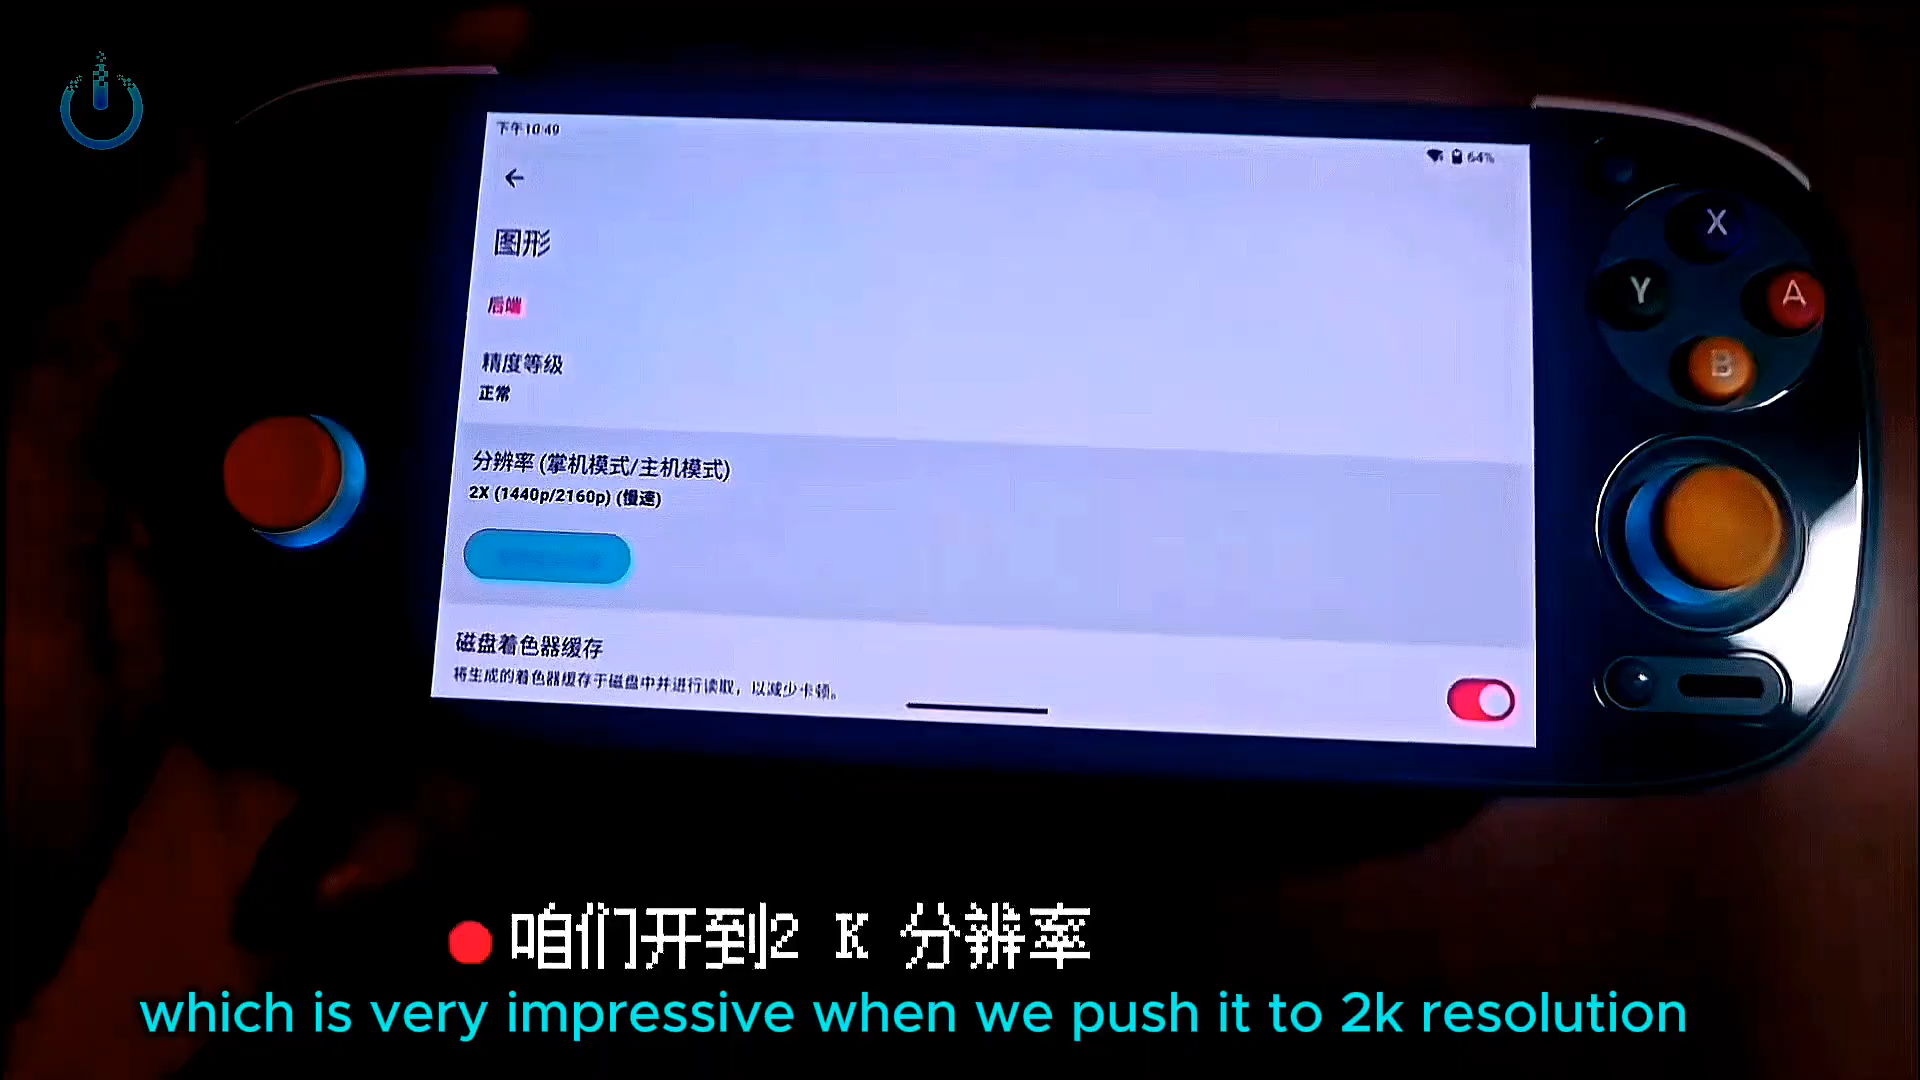 下午10:49
64%
图形
后端
精度等级
正常
分辨率 (掌机模式/主机模式)
2X (1440p/2160p) (慢速)
磁盘着色器缓存
将生成的着色器缓存于磁盘中并进行读取，以减少卡顿。
X
Y
A
B
咱们开到2 K 分辨率
which is very impressive when we push it to 2k resolution